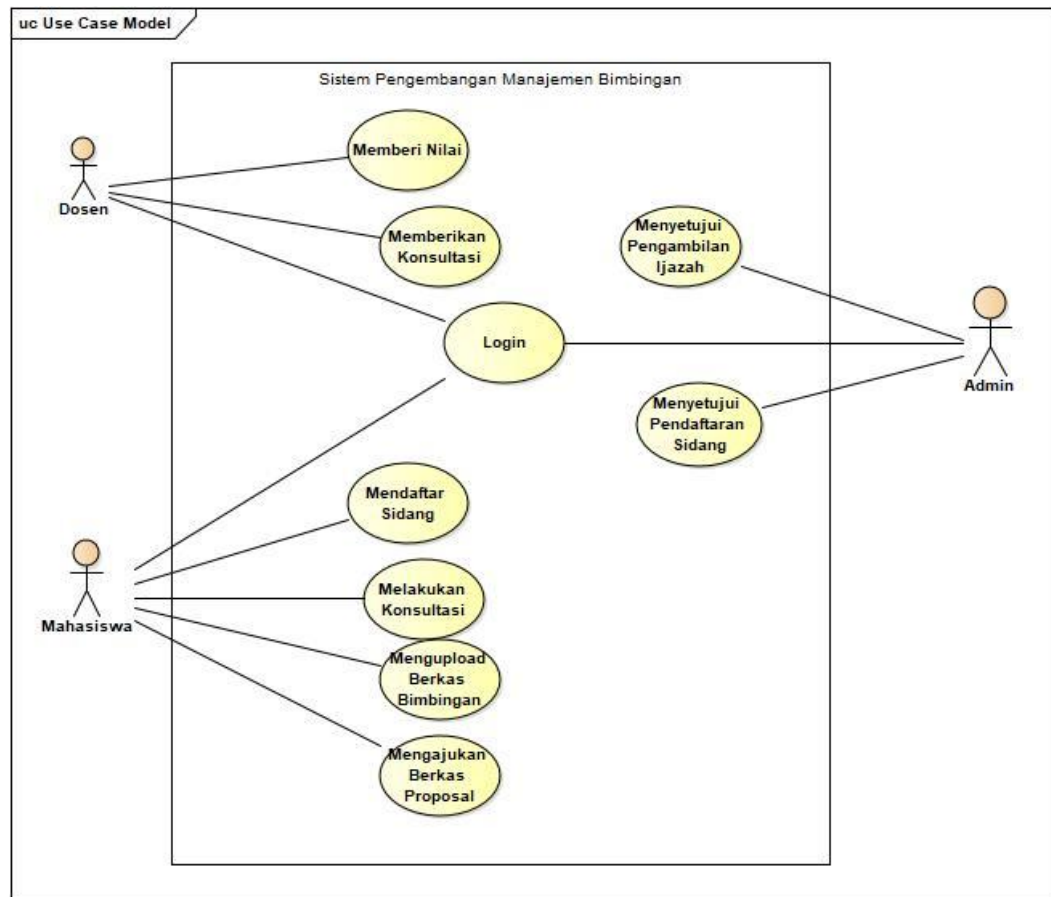 uc Use Case Model
Sistem Pengembangan Manajemen Bimbingan
Memberi Nilai
Dosen
Memberikan
Konsultasi
Menyetujui
Pengambilan
Ijazah
Login
Admin
Menyetujui
Pendaftaran
Sidang
Mendaftar
Sidang
Mahasiswa
Melakukan
Konsultasi
Mengupload
Berkas
Bimbingan
Mengajukan
Berkas
Proposal